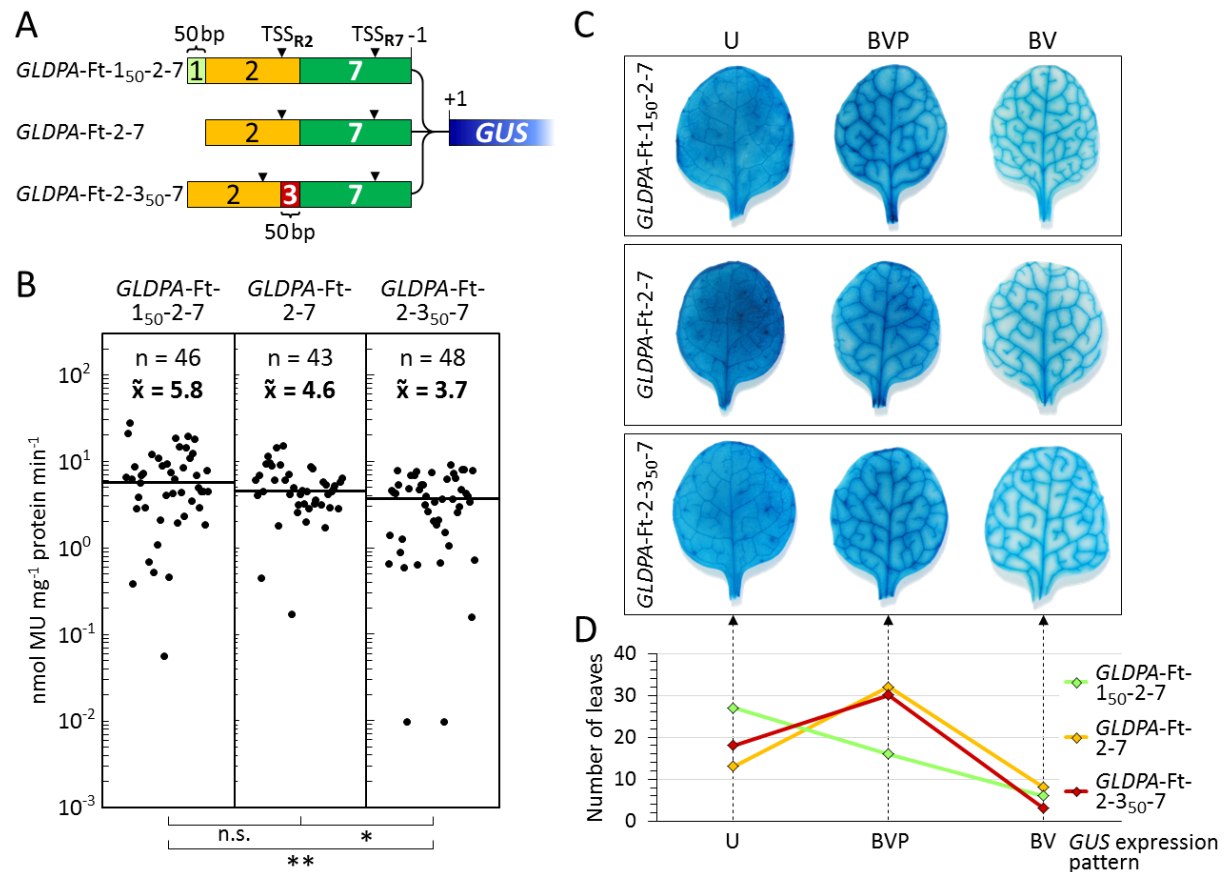 A
50 bp
TSSR2
TSSR7 -1
GLDPA-Ft-1₅₀-2-7
1 2 7
+1
GLDPA-Ft-2-7
2 7
GUS
GLDPA-Ft-2-3₅₀-7
2 3 7
50 bp
B
GLDPA-Ft-
1₅₀-2-7
GLDPA-Ft-
2-7
GLDPA-Ft-
2-3₅₀-7
nmol MU mg⁻¹ protein min⁻¹
n = 46
x̃ = 5.8
n = 43
x̃ = 4.6
n = 48
x̃ = 3.7
10²
10¹
10⁰
10⁻¹
10⁻²
10⁻³
n.s.
*
**
C
U BVP BV
GLDPA-Ft-1₅₀-2-7
GLDPA-Ft-2-7
GLDPA-Ft-2-3₅₀-7
D
Number of leaves
40
30
20
10
0
U BVP BV
GUS expression
pattern
GLDPA-Ft-
1₅₀-2-7
GLDPA-Ft-
2-7
GLDPA-Ft-
2-3₅₀-7